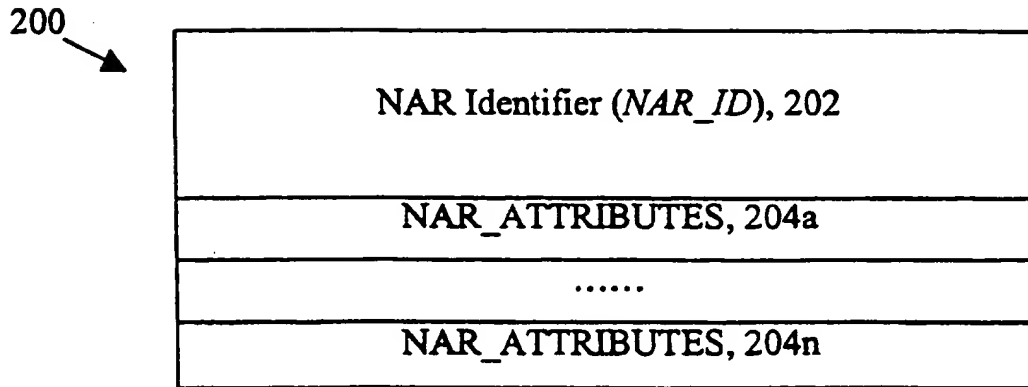 200
NAR Identifier (NAR_ID), 202
NAR_ATTRIBUTES, 204a
......
NAR_ATTRIBUTES, 204n